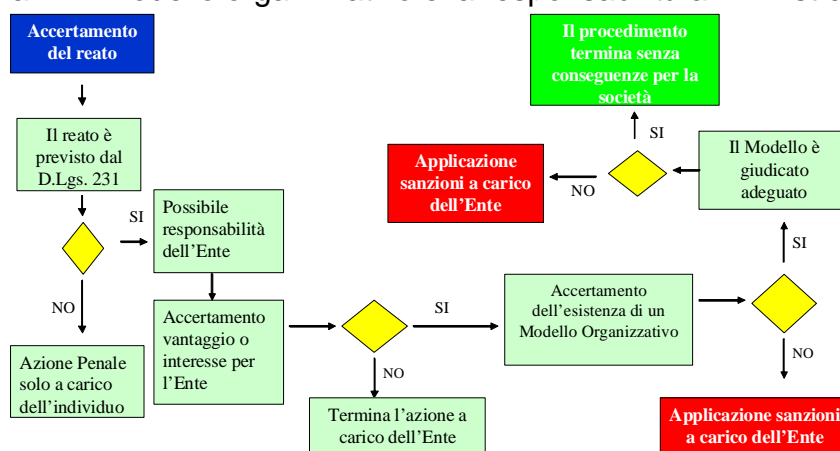 Accertamento
del reato
Il reato è
previsto dal
D.Lgs. 231
SI
NO
Azione Penale
solo a carico
dell'individuo
Possibile
responsabilità
dell'Ente
Accertamento
vantaggio o
interesse per
l'Ente
SI
NO
Termina l'azione a
carico dell'Ente
Accertamento
dell'esistenza di un
Modello Organizzativo
SI
NO
Applicazione sanzioni
a carico dell'Ente
Il Modello è
giudicato
adeguato
SI
NO
Applicazione
sanzioni a carico
dell'Ente
Il procedimento
termina senza
conseguenze per la
società